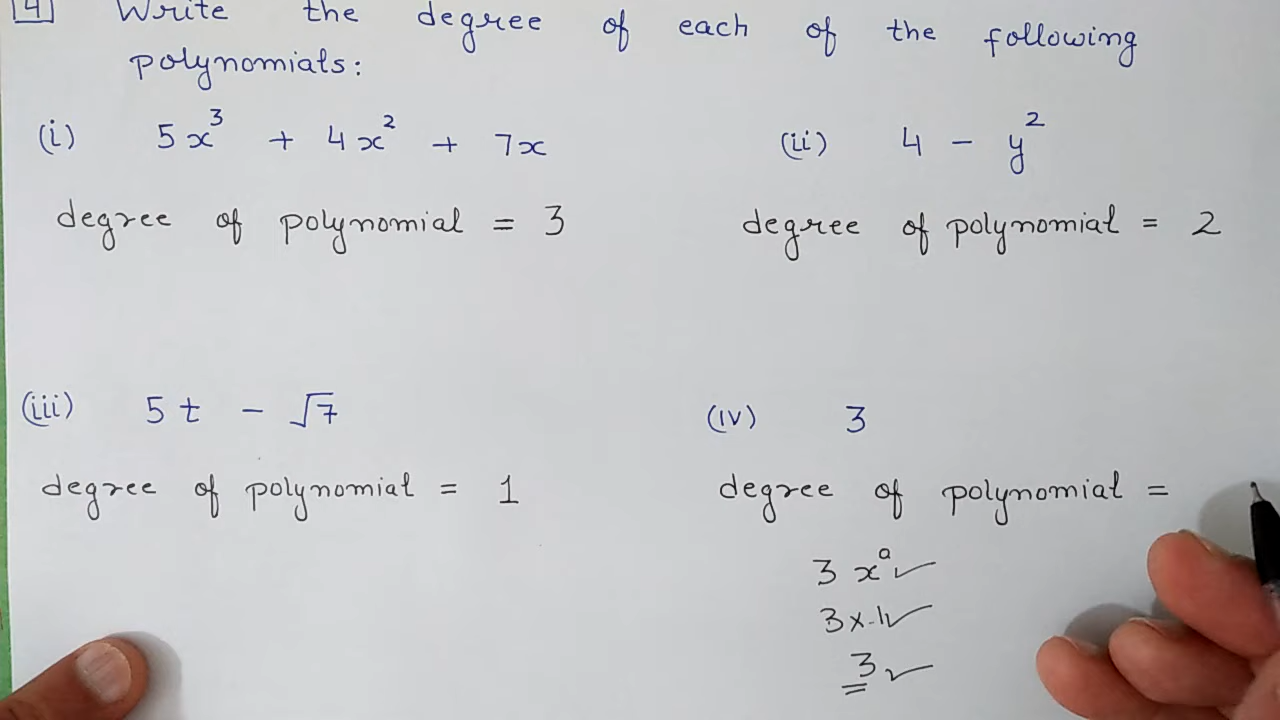 4 Write the degree of each of the following
polynomials:
(i) 5x³ + 4x² + 7x
(ii) 4 - y²
degree of polynomial = 3
degree of polynomial = 2
(iii) 5t - √7
(iv) 3
degree of polynomial = 1
degree of polynomial =
3x⁰ ✓
3×1 ✓
3 ✓